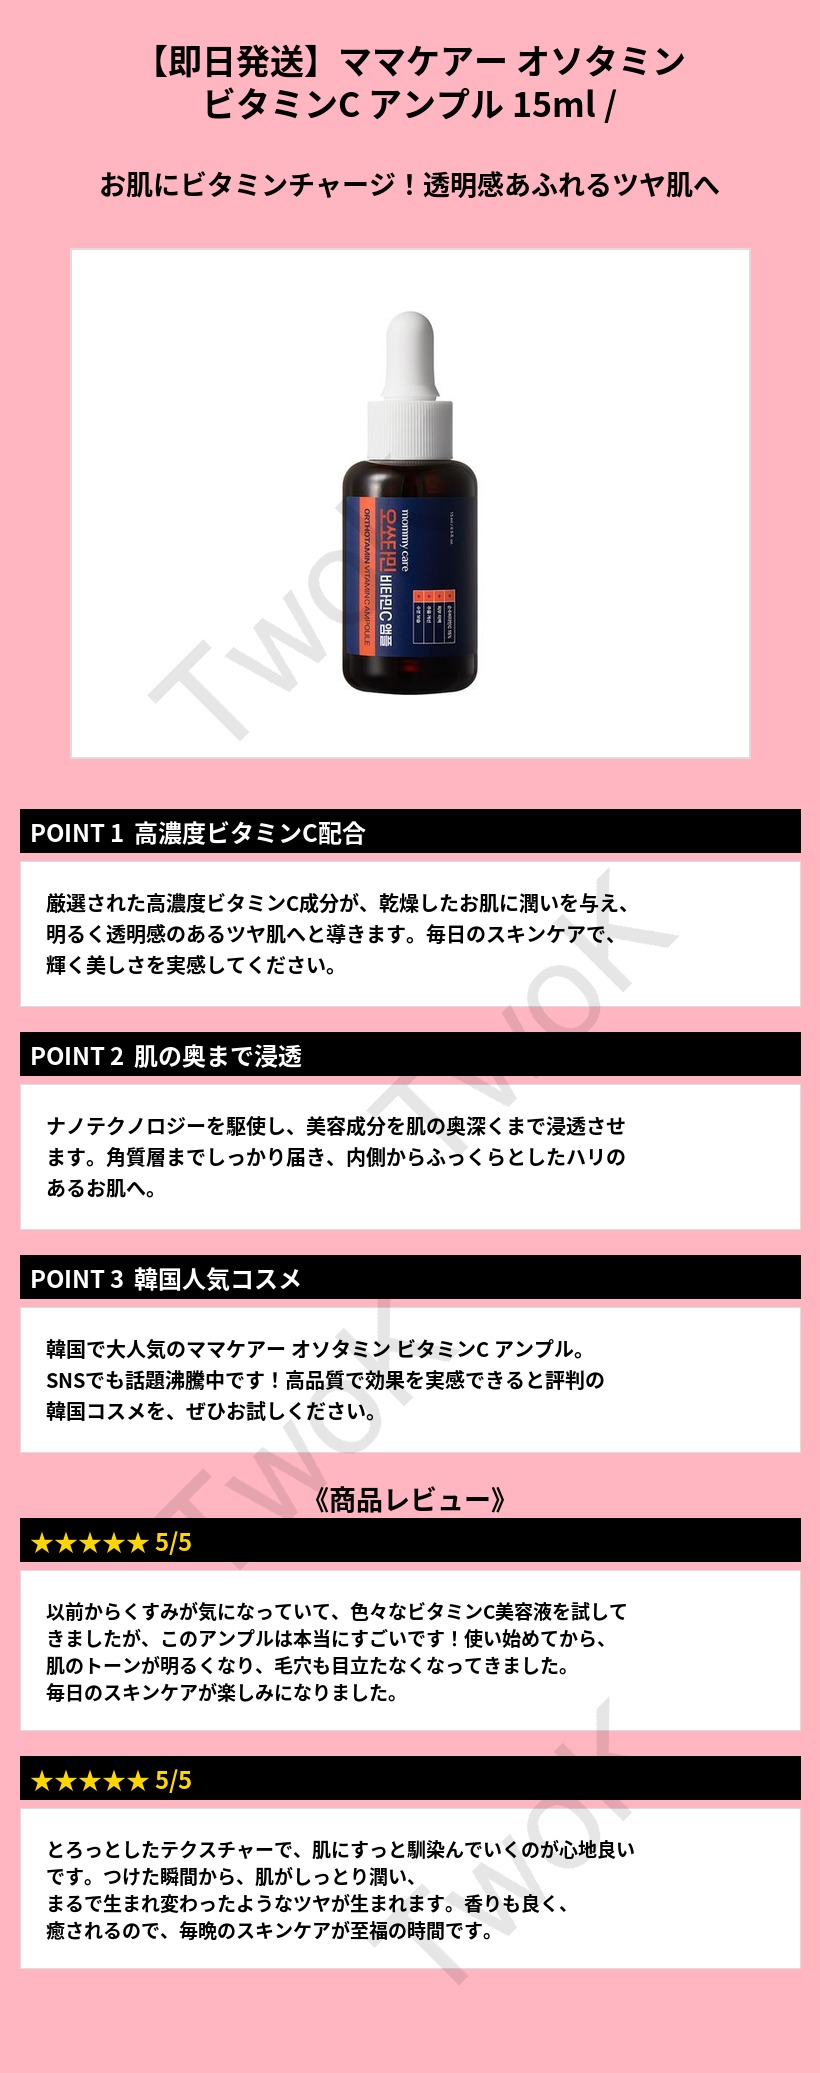 【即日発送】ママケアー オソタミン
ビタミンC アンプル 15ml /
お肌にビタミンチャージ！透明感あふれるツヤ肌へ
mommy care
오쏘타민 비타민C 앰플
ORTHOTAMIN VITAMIN C AMPOULE
TwoK
POINT 1 高濃度ビタミンC配合
厳選された高濃度ビタミンC成分が、乾燥したお肌に潤いを与え、
明るく透明感のあるツヤ肌へと導きます。毎日のスキンケアで、
輝く美しさを実感してください。
TwoK
POINT 2 肌の奥まで浸透
ナノテクノロジーを駆使し、美容成分を肌の奥深くまで浸透させ
ます。角質層までしっかり届き、内側からふっくらとしたハリの
あるお肌へ。
POINT 3 韓国人気コスメ
韓国で大人気のママケアー オソタミン ビタミンC アンプル。
SNSでも話題沸騰中です！高品質で効果を実感できると評判の
韓国コスメを、ぜひお試しください。
TwoK
《商品レビュー》
★★★★★ 5/5
以前からくすみが気になっていて、色々なビタミンC美容液を試して
きましたが、このアンプルは本当にすごいです！使い始めてから、
肌のトーンが明るくなり、毛穴も目立たなくなってきました。
毎日のスキンケアが楽しみになりました。
★★★★★ 5/5
とろっとしたテクスチャーで、肌にすっと馴染んでいくのが心地良い
です。つけた瞬間から、肌がしっとり潤い、
まるで生まれ変わったようなツヤが生まれます。香りも良く、
癒されるので、毎晩のスキンケアが至福の時間です。
TwoK